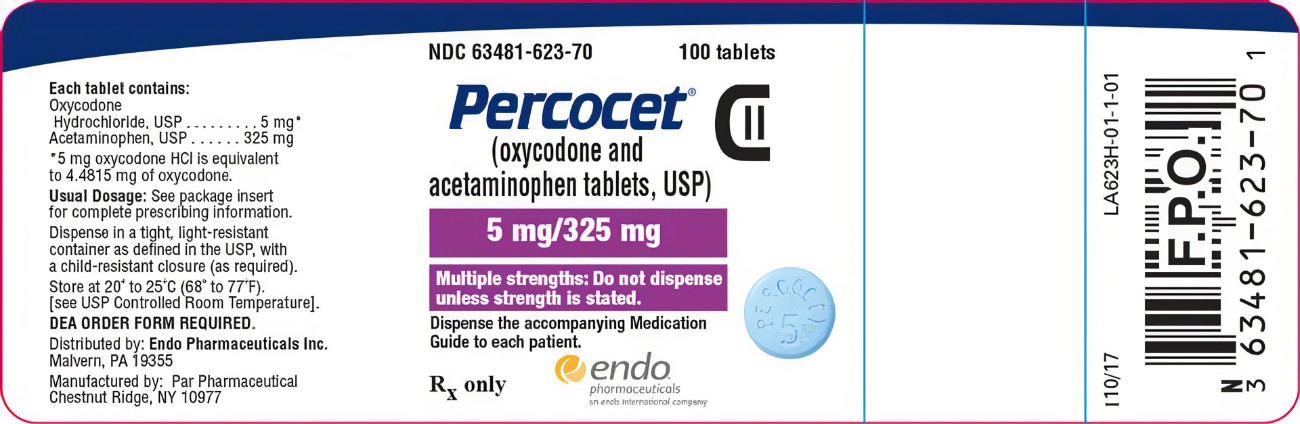 Each tablet contains:
Oxycodone
Hydrochloride, USP ......... 5 mg*
Acetaminophen, USP ...... 325 mg
*5 mg oxycodone HCl is equivalent
to 4.4815 mg of oxycodone.
Usual Dosage: See package insert
for complete prescribing information.
Dispense in a tight, light-resistant
container as defined in the USP, with
a child-resistant closure (as required).
Store at 20° to 25°C (68° to 77°F).
[see USP Controlled Room Temperature].
DEA ORDER FORM REQUIRED.
Distributed by: Endo Pharmaceuticals Inc.
Malvern, PA 19355
Manufactured by: Par Pharmaceutical
Chestnut Ridge, NY 10977
NDC 63481-623-70 100 tablets
Percocet® CII
(oxycodone and
acetaminophen tablets, USP)
5 mg/325 mg
Multiple strengths: Do not dispense
unless strength is stated.
Dispense the accompanying Medication
Guide to each patient.
PERCOCET
5
Rx only
endo
pharmaceuticals
an endo international company
LA623H-01-1-01
I10/17
F.P.O.
N
3 63481-623-70 1